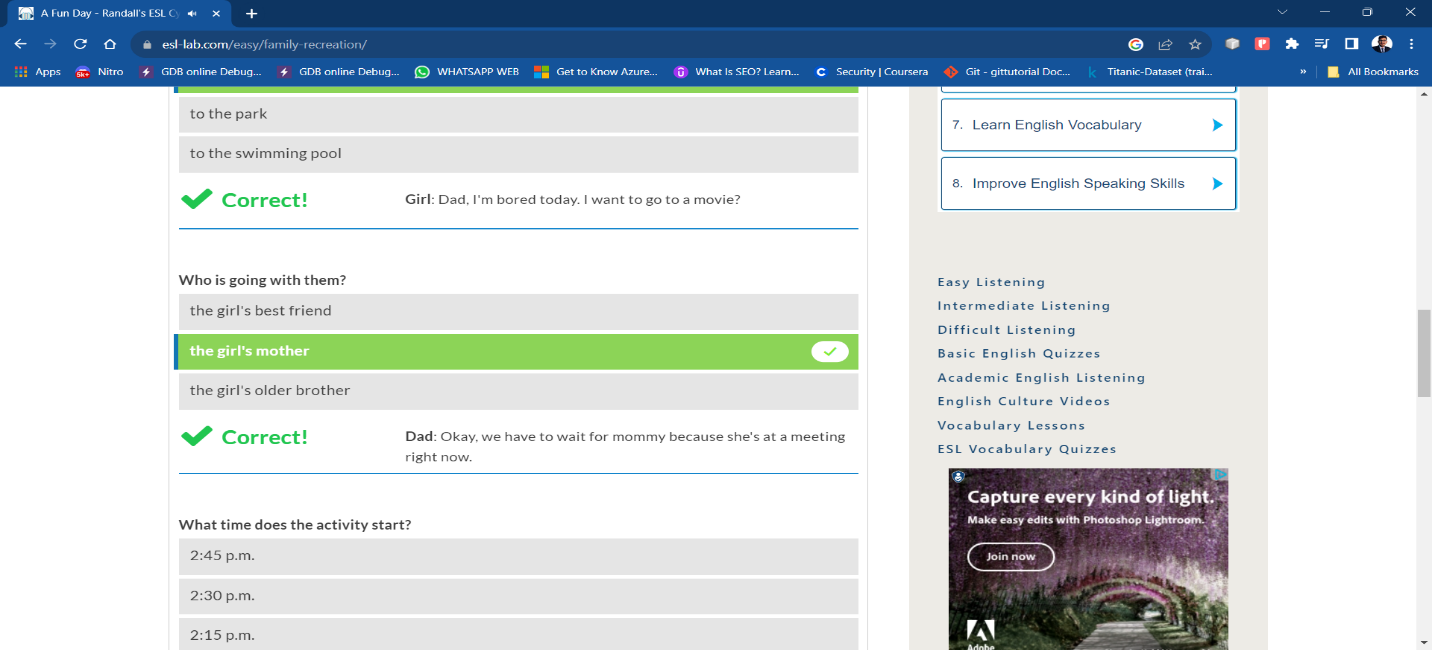 A Fun Day - Randall's ESL Cy
esl-lab.com/easy/family-recreation/
Apps Nitro GDB online Debug... GDB online Debug... WHATSAPP WEB Get to Know Azure... What Is SEO? Learn... Security | Coursera Git - gittutorial Doc... Titanic-Dataset (trai... » All Bookmarks
to the park
to the swimming pool
Correct!
Girl: Dad, I'm bored today. I want to go to a movie?
Who is going with them?
the girl's best friend
the girl's mother
the girl's older brother
Correct!
Dad: Okay, we have to wait for mommy because she's at a meeting
right now.
What time does the activity start?
2:45 p.m.
2:30 p.m.
2:15 p.m.
7. Learn English Vocabulary
8. Improve English Speaking Skills
Easy Listening
Intermediate Listening
Difficult Listening
Basic English Quizzes
Academic English Listening
English Culture Videos
Vocabulary Lessons
ESL Vocabulary Quizzes
Capture every kind of light.
Make easy edits with Photoshop Lightroom.
Join now
Adobe